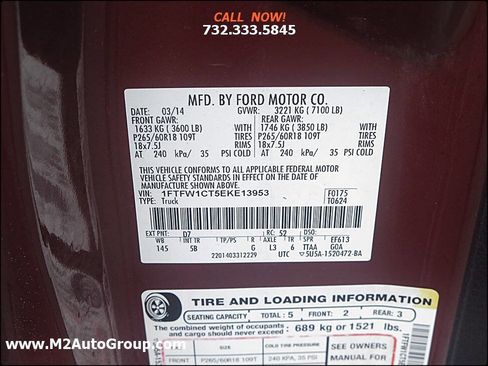 CALL NOW!
732.333.5845
MFD. BY FORD MOTOR CO.
DATE: 03/14 GVWR: 3221 KG ( 7100 LB)
FRONT GAWR: REAR GAWR:
1633 KG ( 3600 LB) WITH 1746 KG ( 3850 LB) WITH
P265/60R18 109T TIRES P265/60R18 109T TIRES
18x7.5J RIMS 18x7.5J RIMS
AT 240 kPa/ 35 PSI COLD AT 240 kPa/ 35 PSI COLD
THIS VEHICLE CONFORMS TO ALL APPLICABLE FEDERAL MOTOR
VEHICLE SAFETY STANDARDS IN EFFECT ON THE DATE OF
MANUFACTURE SHOWN ABOVE.
VIN: 1FTFW1CT5EKE13953 F0175
TYPE: Truck T0624
EXT PNT: D7 RC: 52 EF613
WB INT TR TP/PS R AXLE TR SPR
145 5B G L3 6 TTAA GOA
2201403312229 UTC 5U5A-1520472-BA
TIRE AND LOADING INFORMATION
SEATING CAPACITY TOTAL : 5 FRONT : 2 REAR : 3
The combined weight of occupants and cargo should never exceed : 689 kg or 1521 lbs.
TIRE SIZE COLD TIRE PRESSURE SEE OWNERS
FRONT P265/60R18 109T 240 KPA, 35 PSI MANUAL FOR
www.M2AutoGroup.com